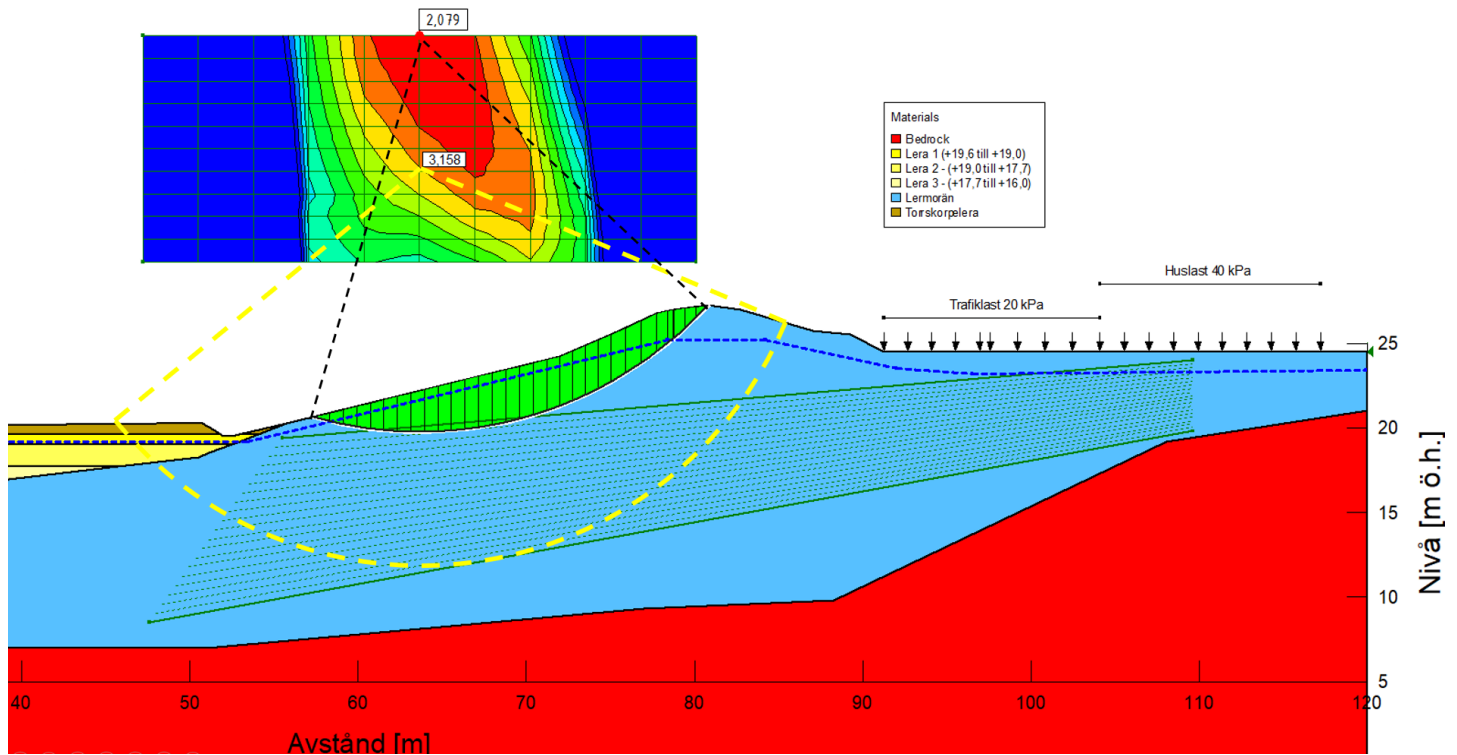 2,079
3,158
Materials
Bedrock
Lera 1 (+19,6 till +19,0)
Lera 2 - (+19,0 till +17,7)
Lera 3 - (+17,7 till +16,0)
Lermorän
Torrskorpelera
Huslast 40 kPa
Trafiklast 20 kPa
25
20
15
10
5
Nivå [m ö.h.]
40 50 60 70 80 90 100 110 120
Avstånd [m]